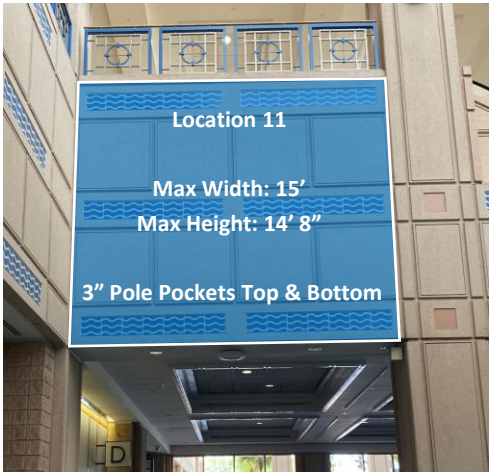 Location 11
Max Width: 15’
Max Height: 14’ 8”
3” Pole Pockets Top & Bottom
D